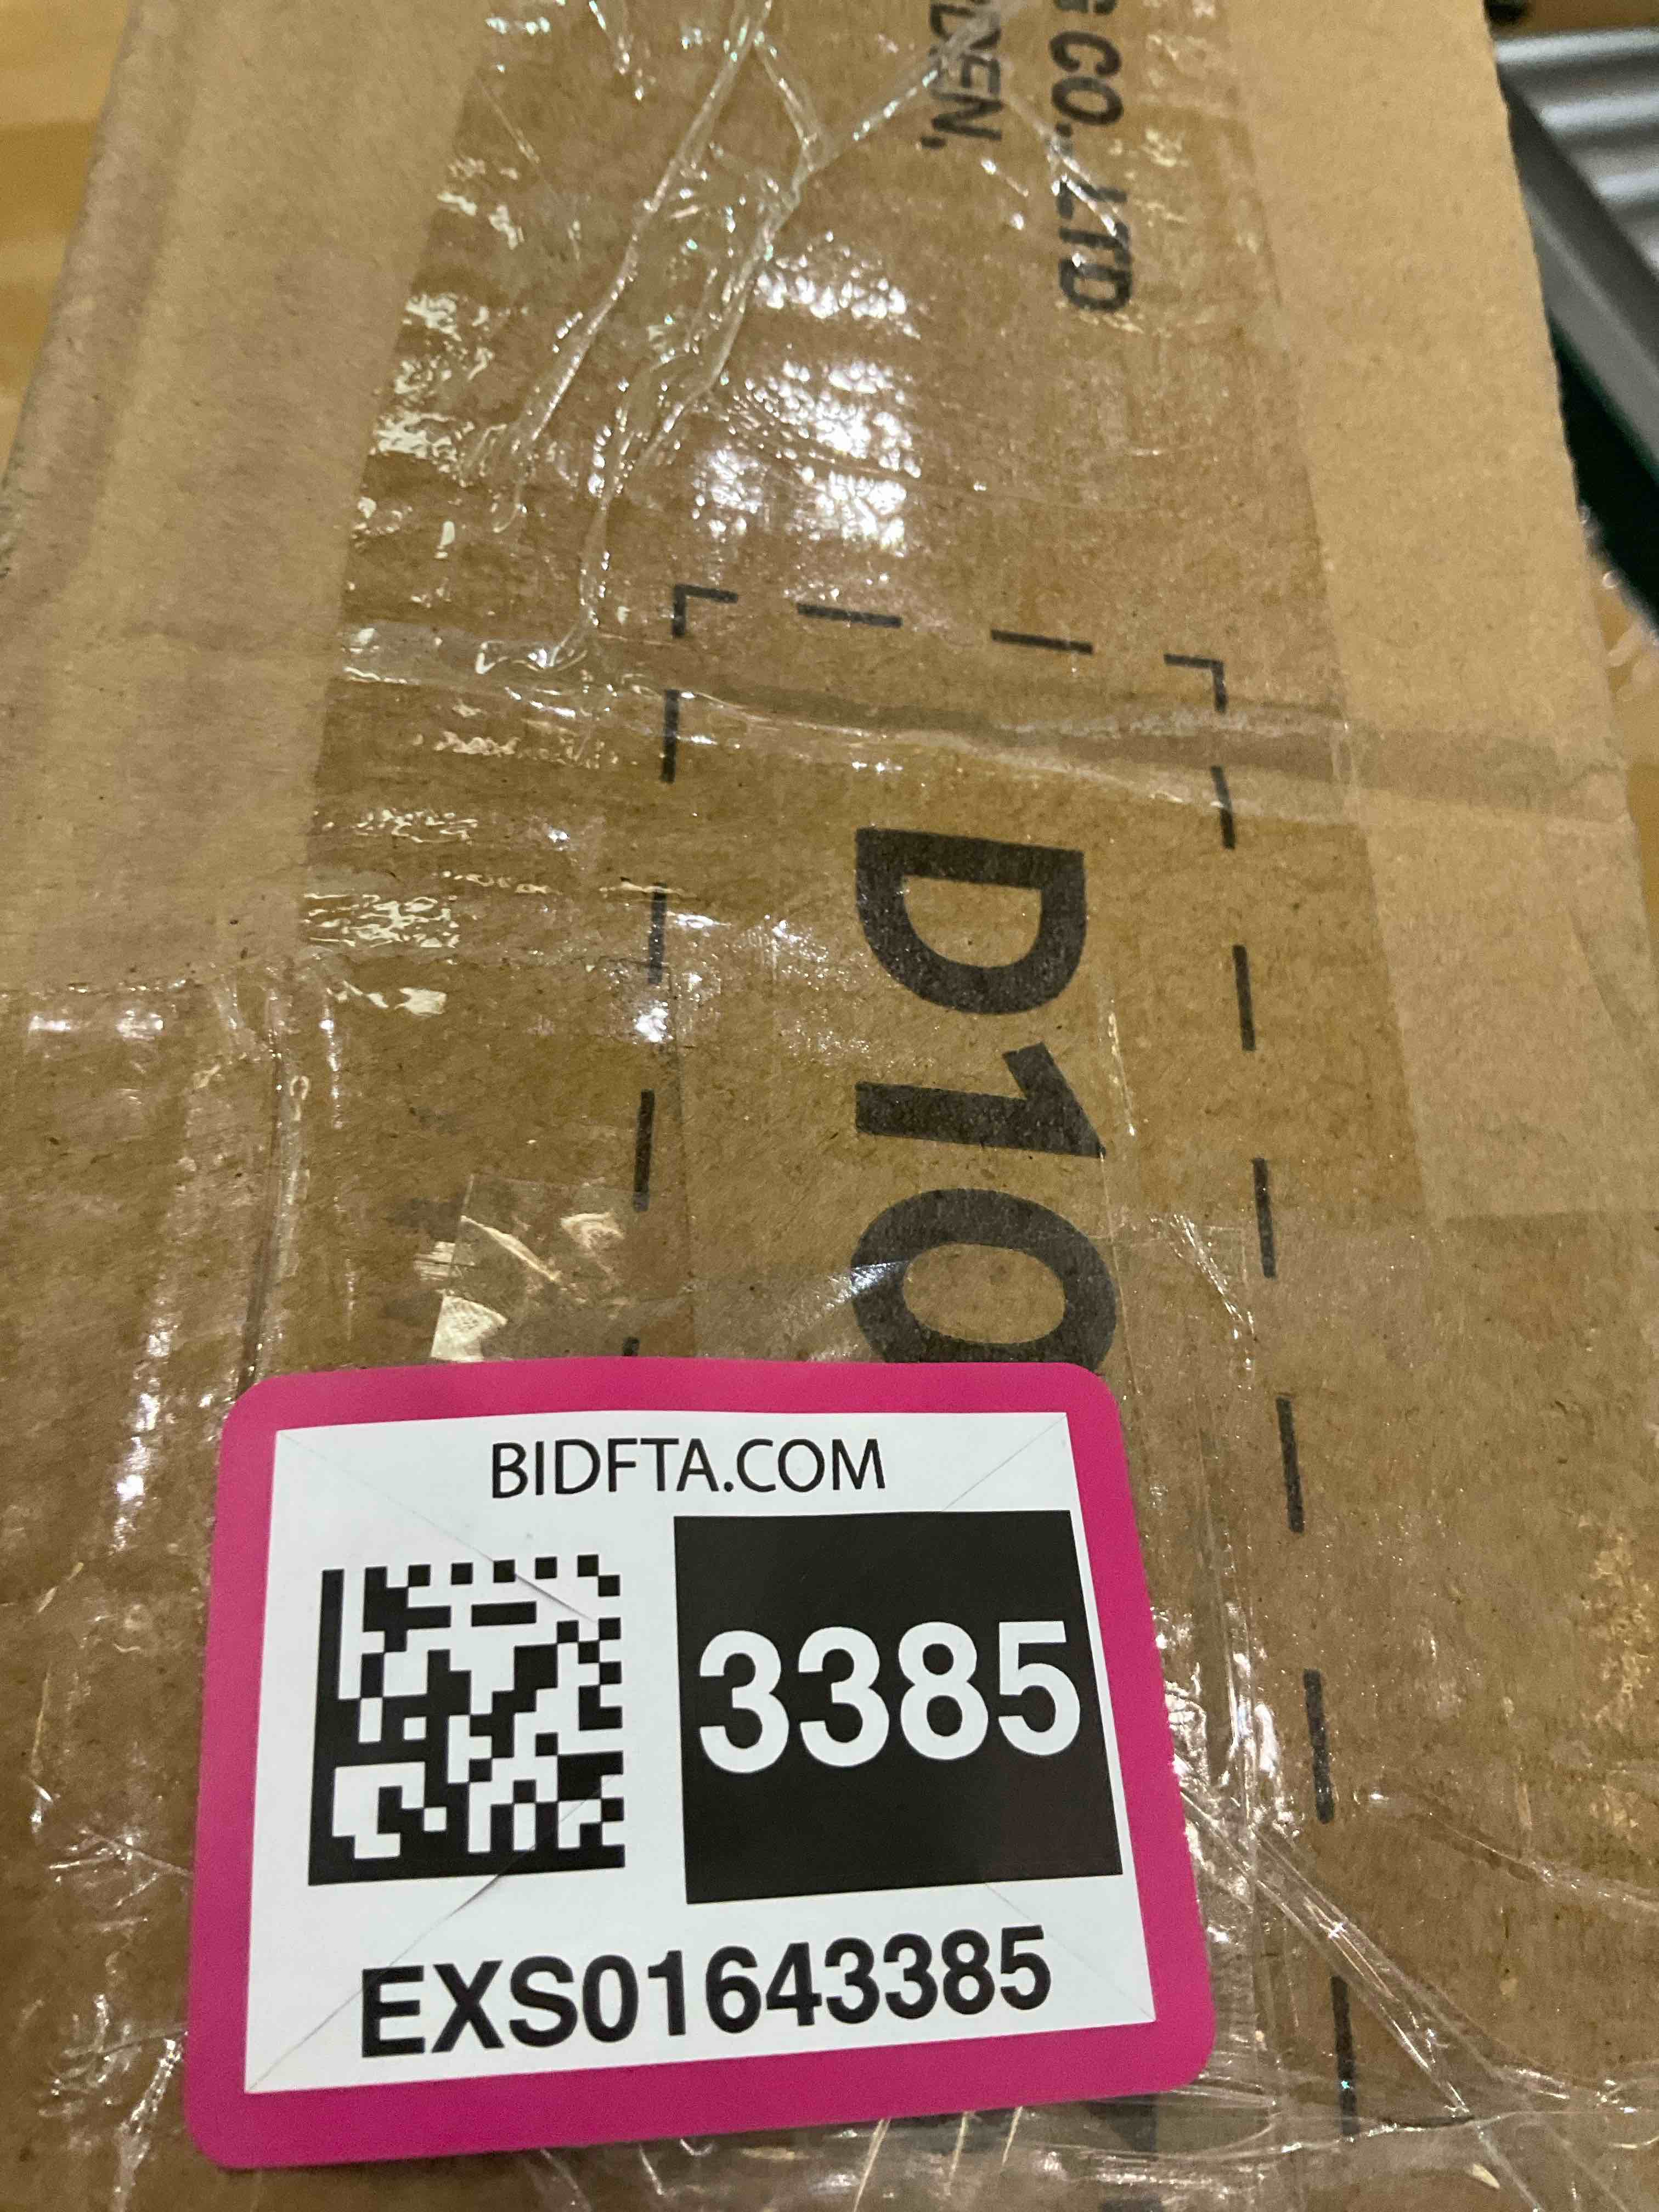 CO., LTD
D10
BIDFTA.COM
3385
EXS01643385